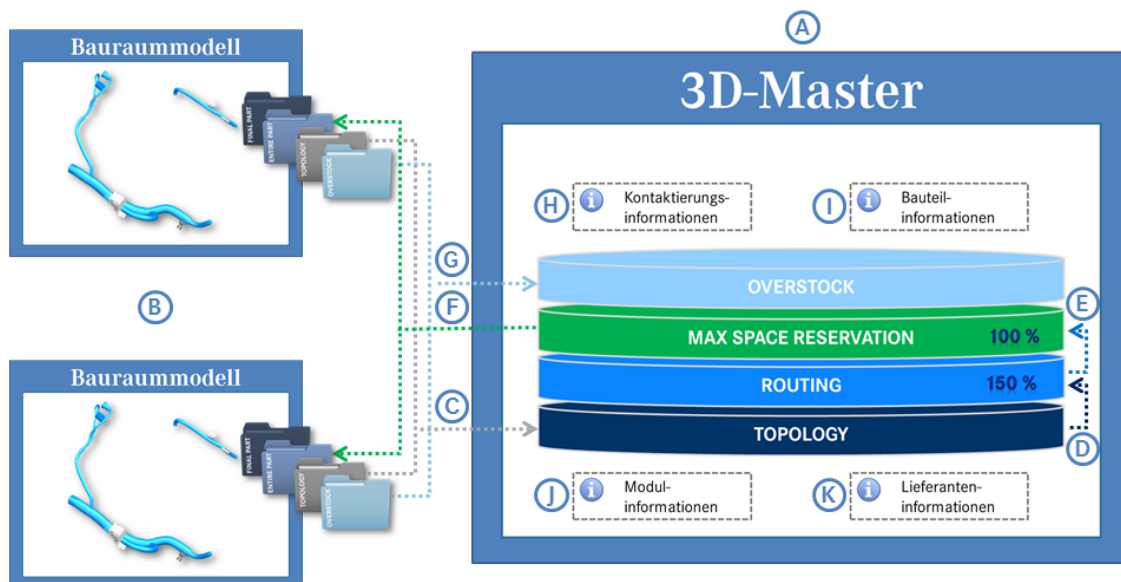 A
Bauraummodell
FINAL PART
ENTIRE PART
TOPOLOGY
OVERSTOCK
3D-Master
H
i
Kontaktierungs-
informationen
I
i
Bauteil-
informationen
G
OVERSTOCK
B
F
MAX SPACE RESERVATION 100 %
E
ROUTING 150 %
C
TOPOLOGY
D
Bauraummodell
FINAL PART
ENTIRE PART
TOPOLOGY
OVERSTOCK
J
i
Modul-
informationen
K
i
Lieferanten-
informationen